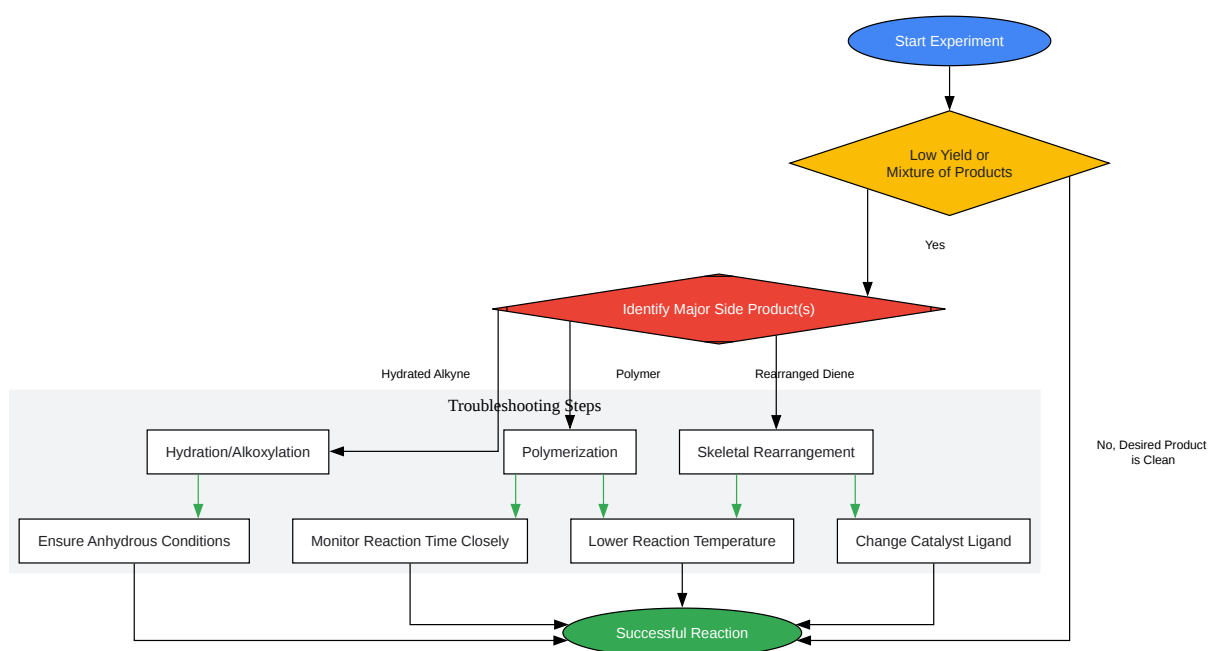 Start Experiment
Low Yield or
Mixture of Products
Yes
Identify Major Side Product(s)
Hydrated Alkyne
Polymer
Rearranged Diene
Troubleshooting Steps
Hydration/Alkoxylation
Polymerization
Skeletal Rearrangement
No, Desired Product
is Clean
Ensure Anhydrous Conditions
Monitor Reaction Time Closely
Lower Reaction Temperature
Change Catalyst Ligand
Successful Reaction